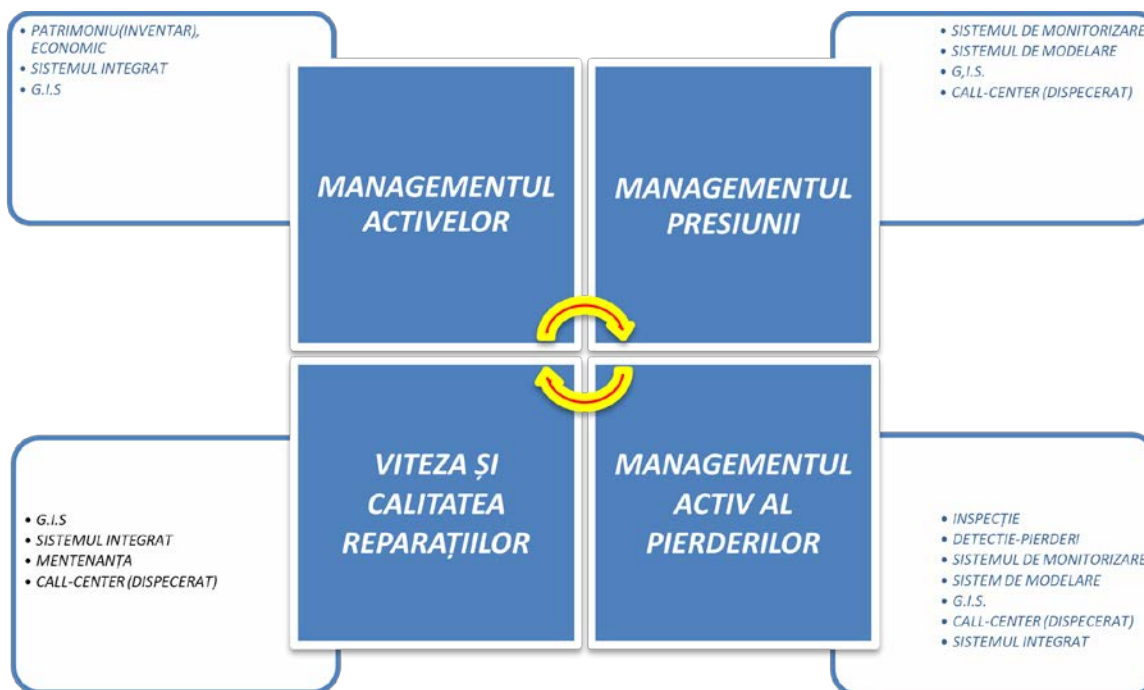 • PATRIMONIU(INVENTAR),
ECONOMIC
• SISTEMUL INTEGRAT
• G.I.S
• SISTEMUL DE MONITORIZARE
• SISTEMUL DE MODELARE
• G,I.S.
• CALL-CENTER (DISPECERAT)
MANAGEMENTUL
ACTIVELOR
MANAGEMENTUL
PRESIUNII
VITEZA ȘI
CALITATEA
REPARAȚIILOR
MANAGEMENTUL
ACTIV AL
PIERDERILOR
• G.I.S
• SISTEMUL INTEGRAT
• MENTENANȚA
• CALL-CENTER (DISPECERAT)
• INSPECȚIE
• DETECTIE-PIERDERI
• SISTEMUL DE MONITORIZARE
• SISTEM DE MODELARE
• G.I.S.
• CALL-CENTER (DISPECERAT)
• SISTEMUL INTEGRAT